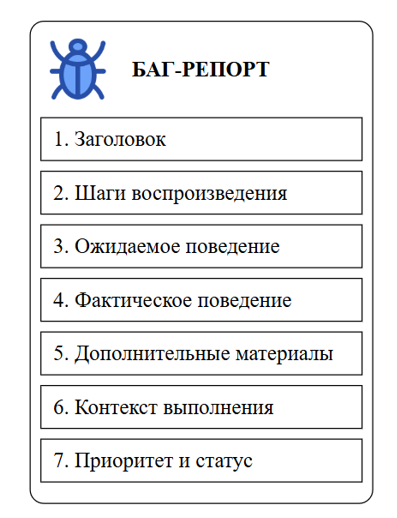 БАГ-РЕПОРТ
1. Заголовок
2. Шаги воспроизведения
3. Ожидаемое поведение
4. Фактическое поведение
5. Дополнительные материалы
6. Контекст выполнения
7. Приоритет и статус